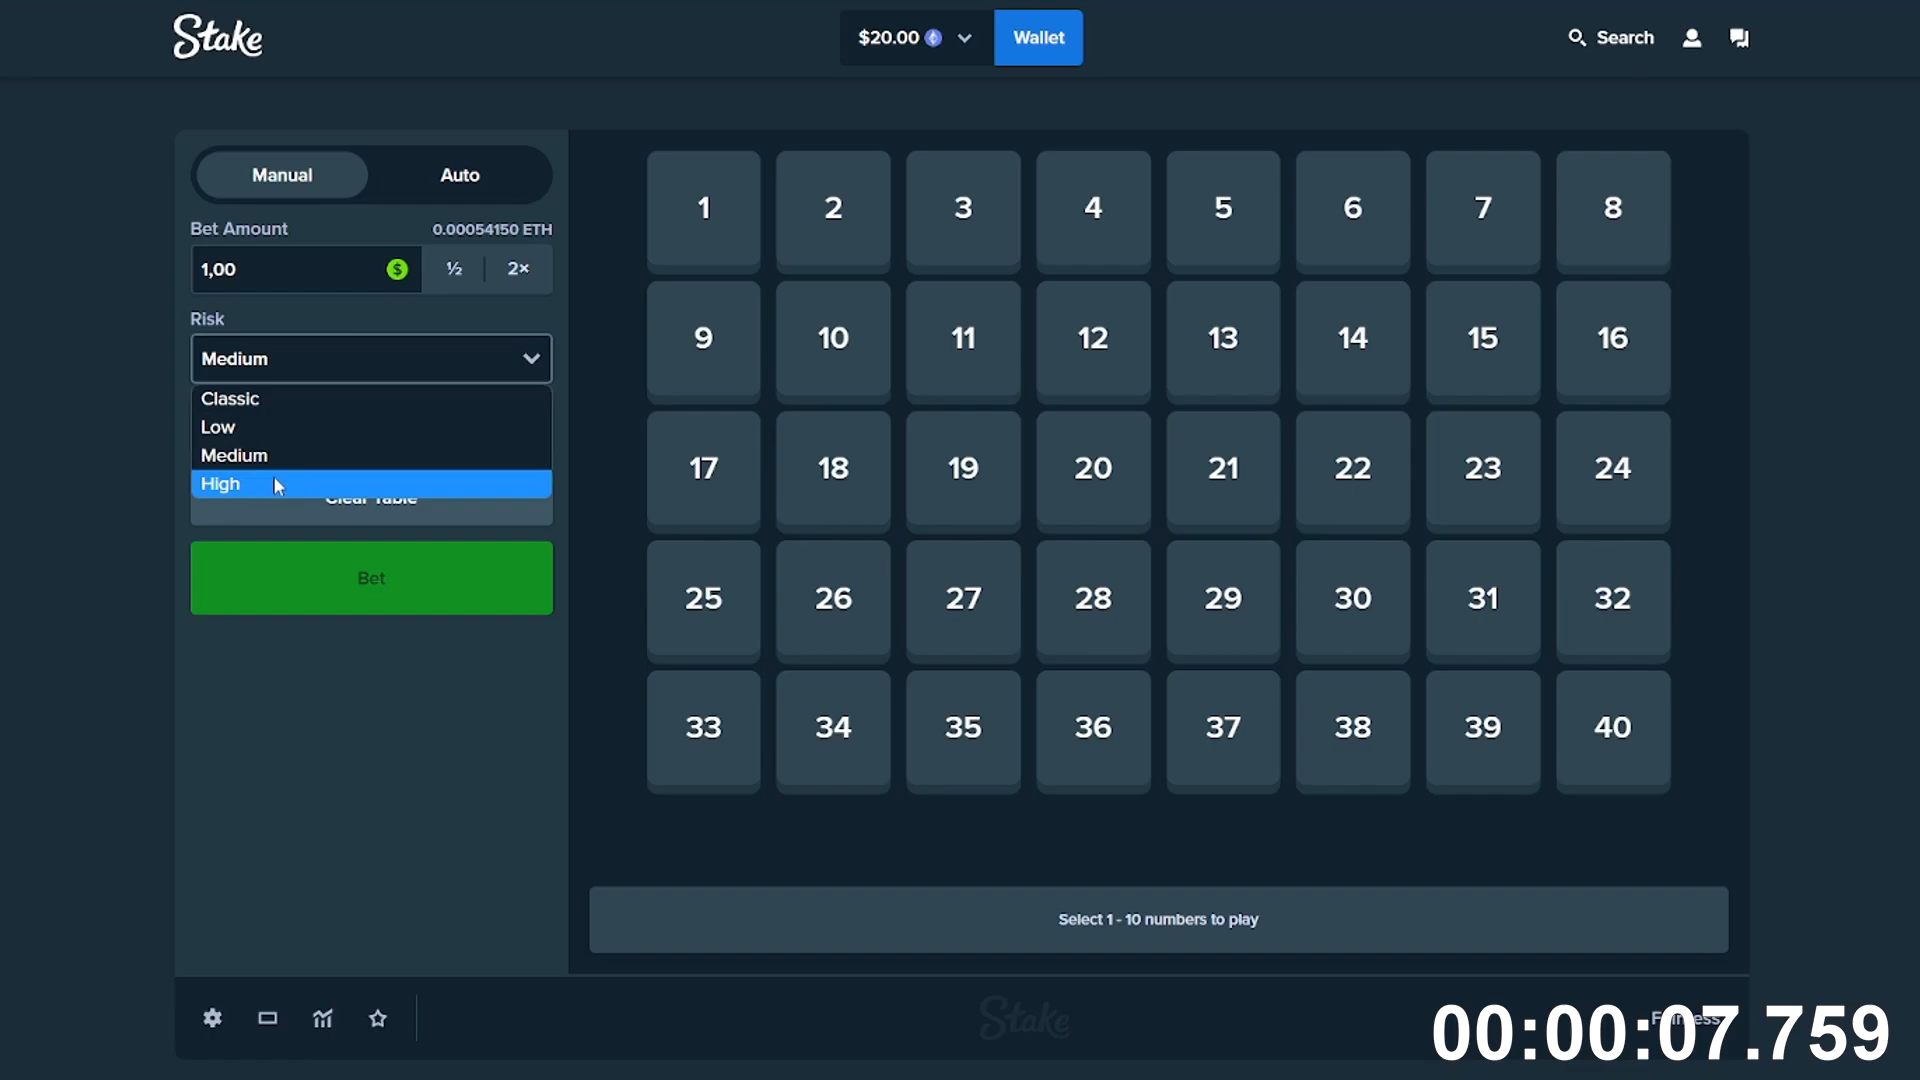 Stake
$20.00
Wallet
Search
Manual
Auto
Bet Amount
0.00054150 ETH
1,00
$
½
2×
Risk
Medium
Classic
Low
Medium
High
Clear Table
Bet
1 2 3 4 5 6 7 8
9 10 11 12 13 14 15 16
17 18 19 20 21 22 23 24
25 26 27 28 29 30 31 32
33 34 35 36 37 38 39 40
Select 1 - 10 numbers to play
Stake
Fairness
00:00:07.759